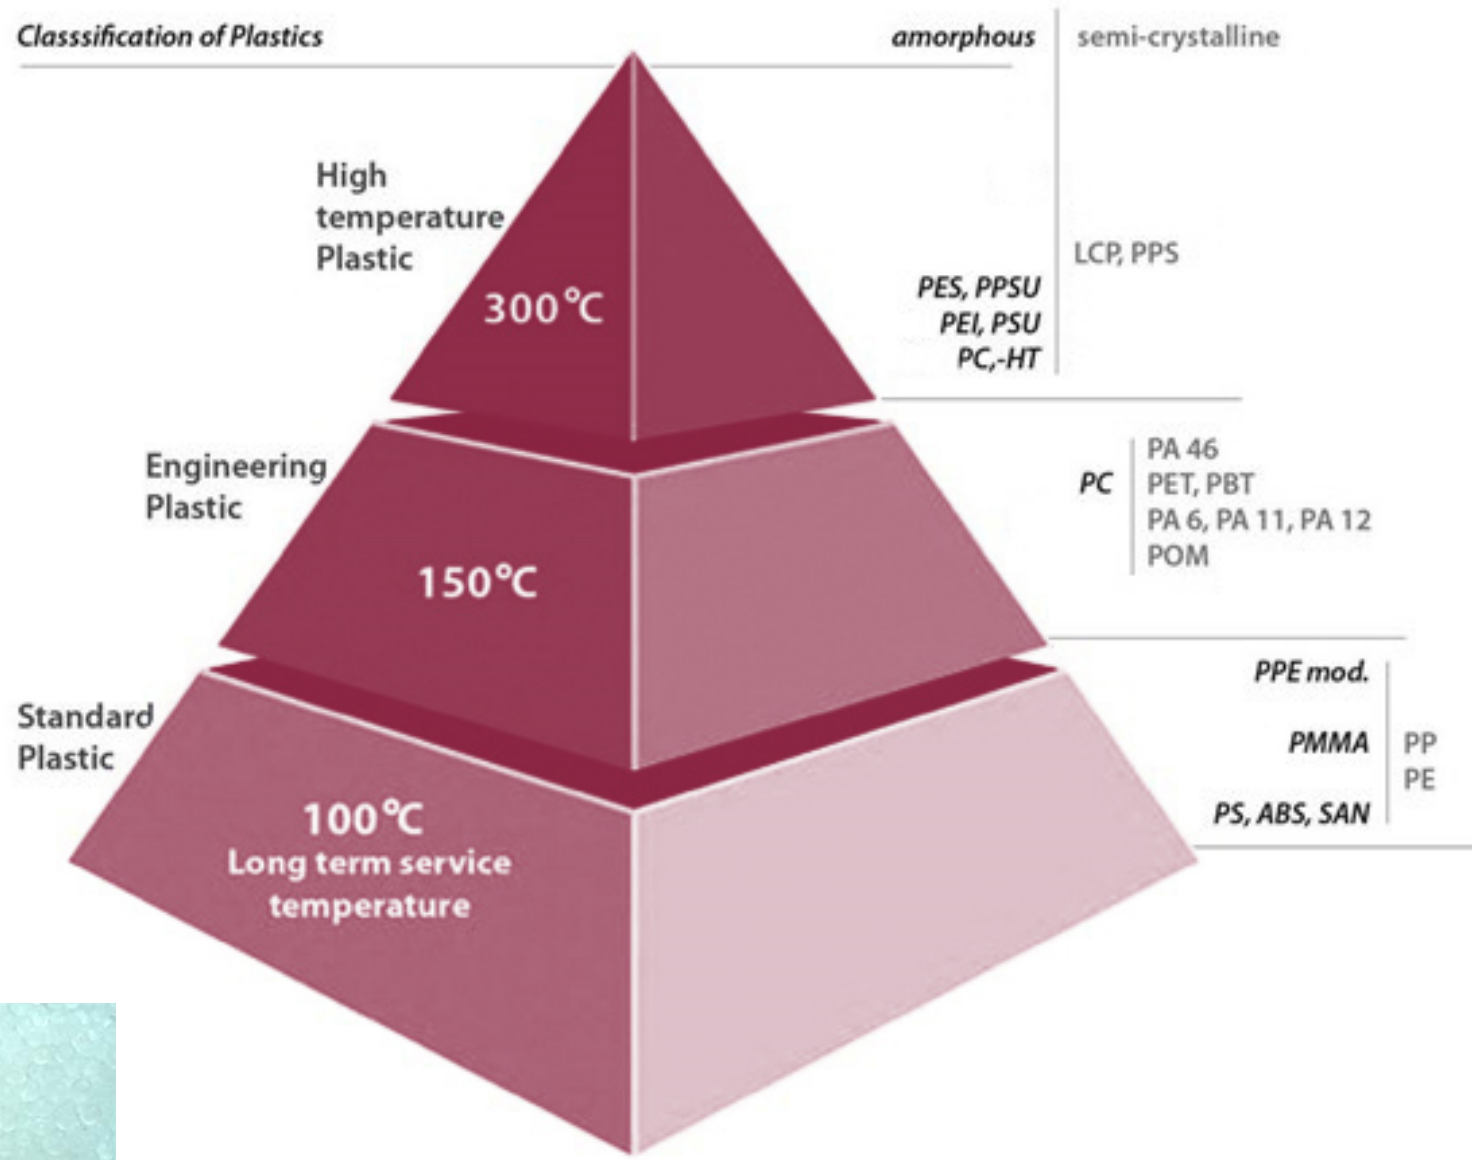 Classsification of Plastics
amorphous
semi-crystalline
High
temperature
Plastic
300°C
LCP, PPS
PES, PPSU
PEI, PSU
PC,-HT
Engineering
Plastic
150°C
PC
PA 46
PET, PBT
PA 6, PA 11, PA 12
POM
Standard
Plastic
100°C
Long term service
temperature
PPE mod.
PMMA
PS, ABS, SAN
PP
PE